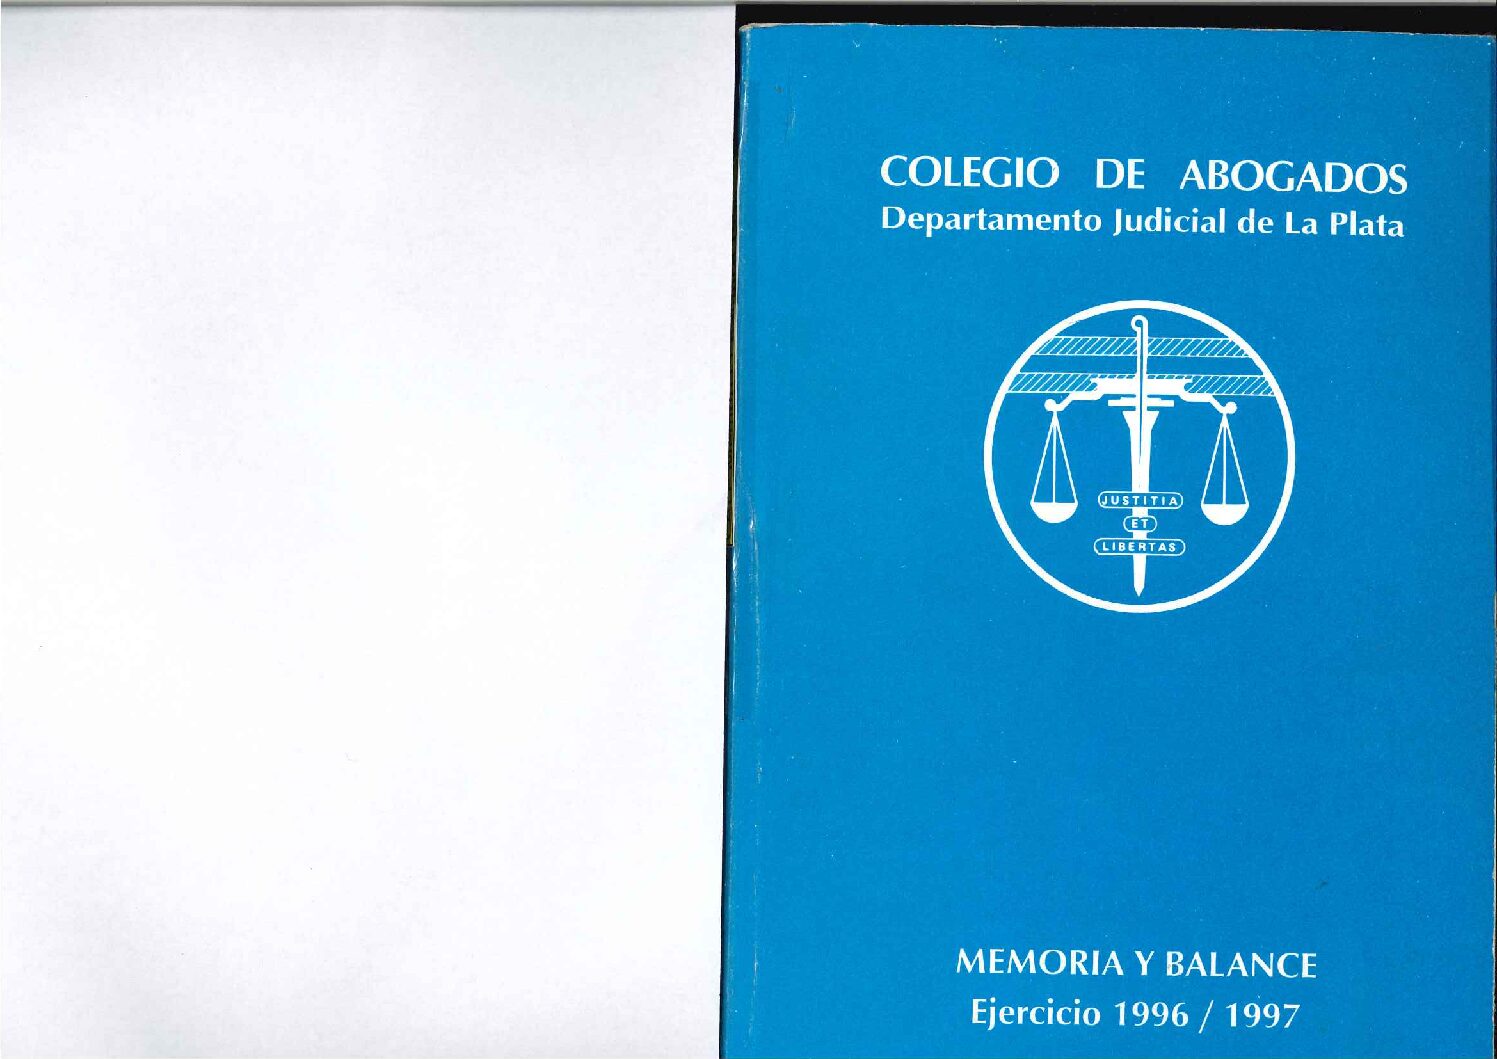 COLEGIO DE ABOGADOS
Departamento Judicial de La Plata
JUSTITIA
ET
LIBERTAS
MEMORIA Y BALANCE
Ejercicio 1996 / 1997